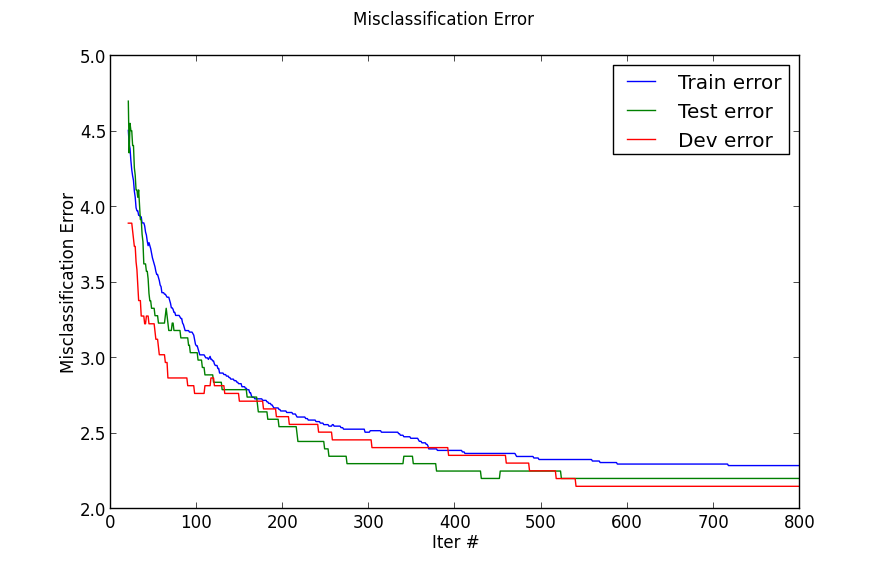 Misclassification Error
5.0
4.5
4.0
3.5
3.0
2.5
2.0
Misclassification Error
Train error
Test error
Dev error
0 100 200 300 400 500 600 700 800
Iter #